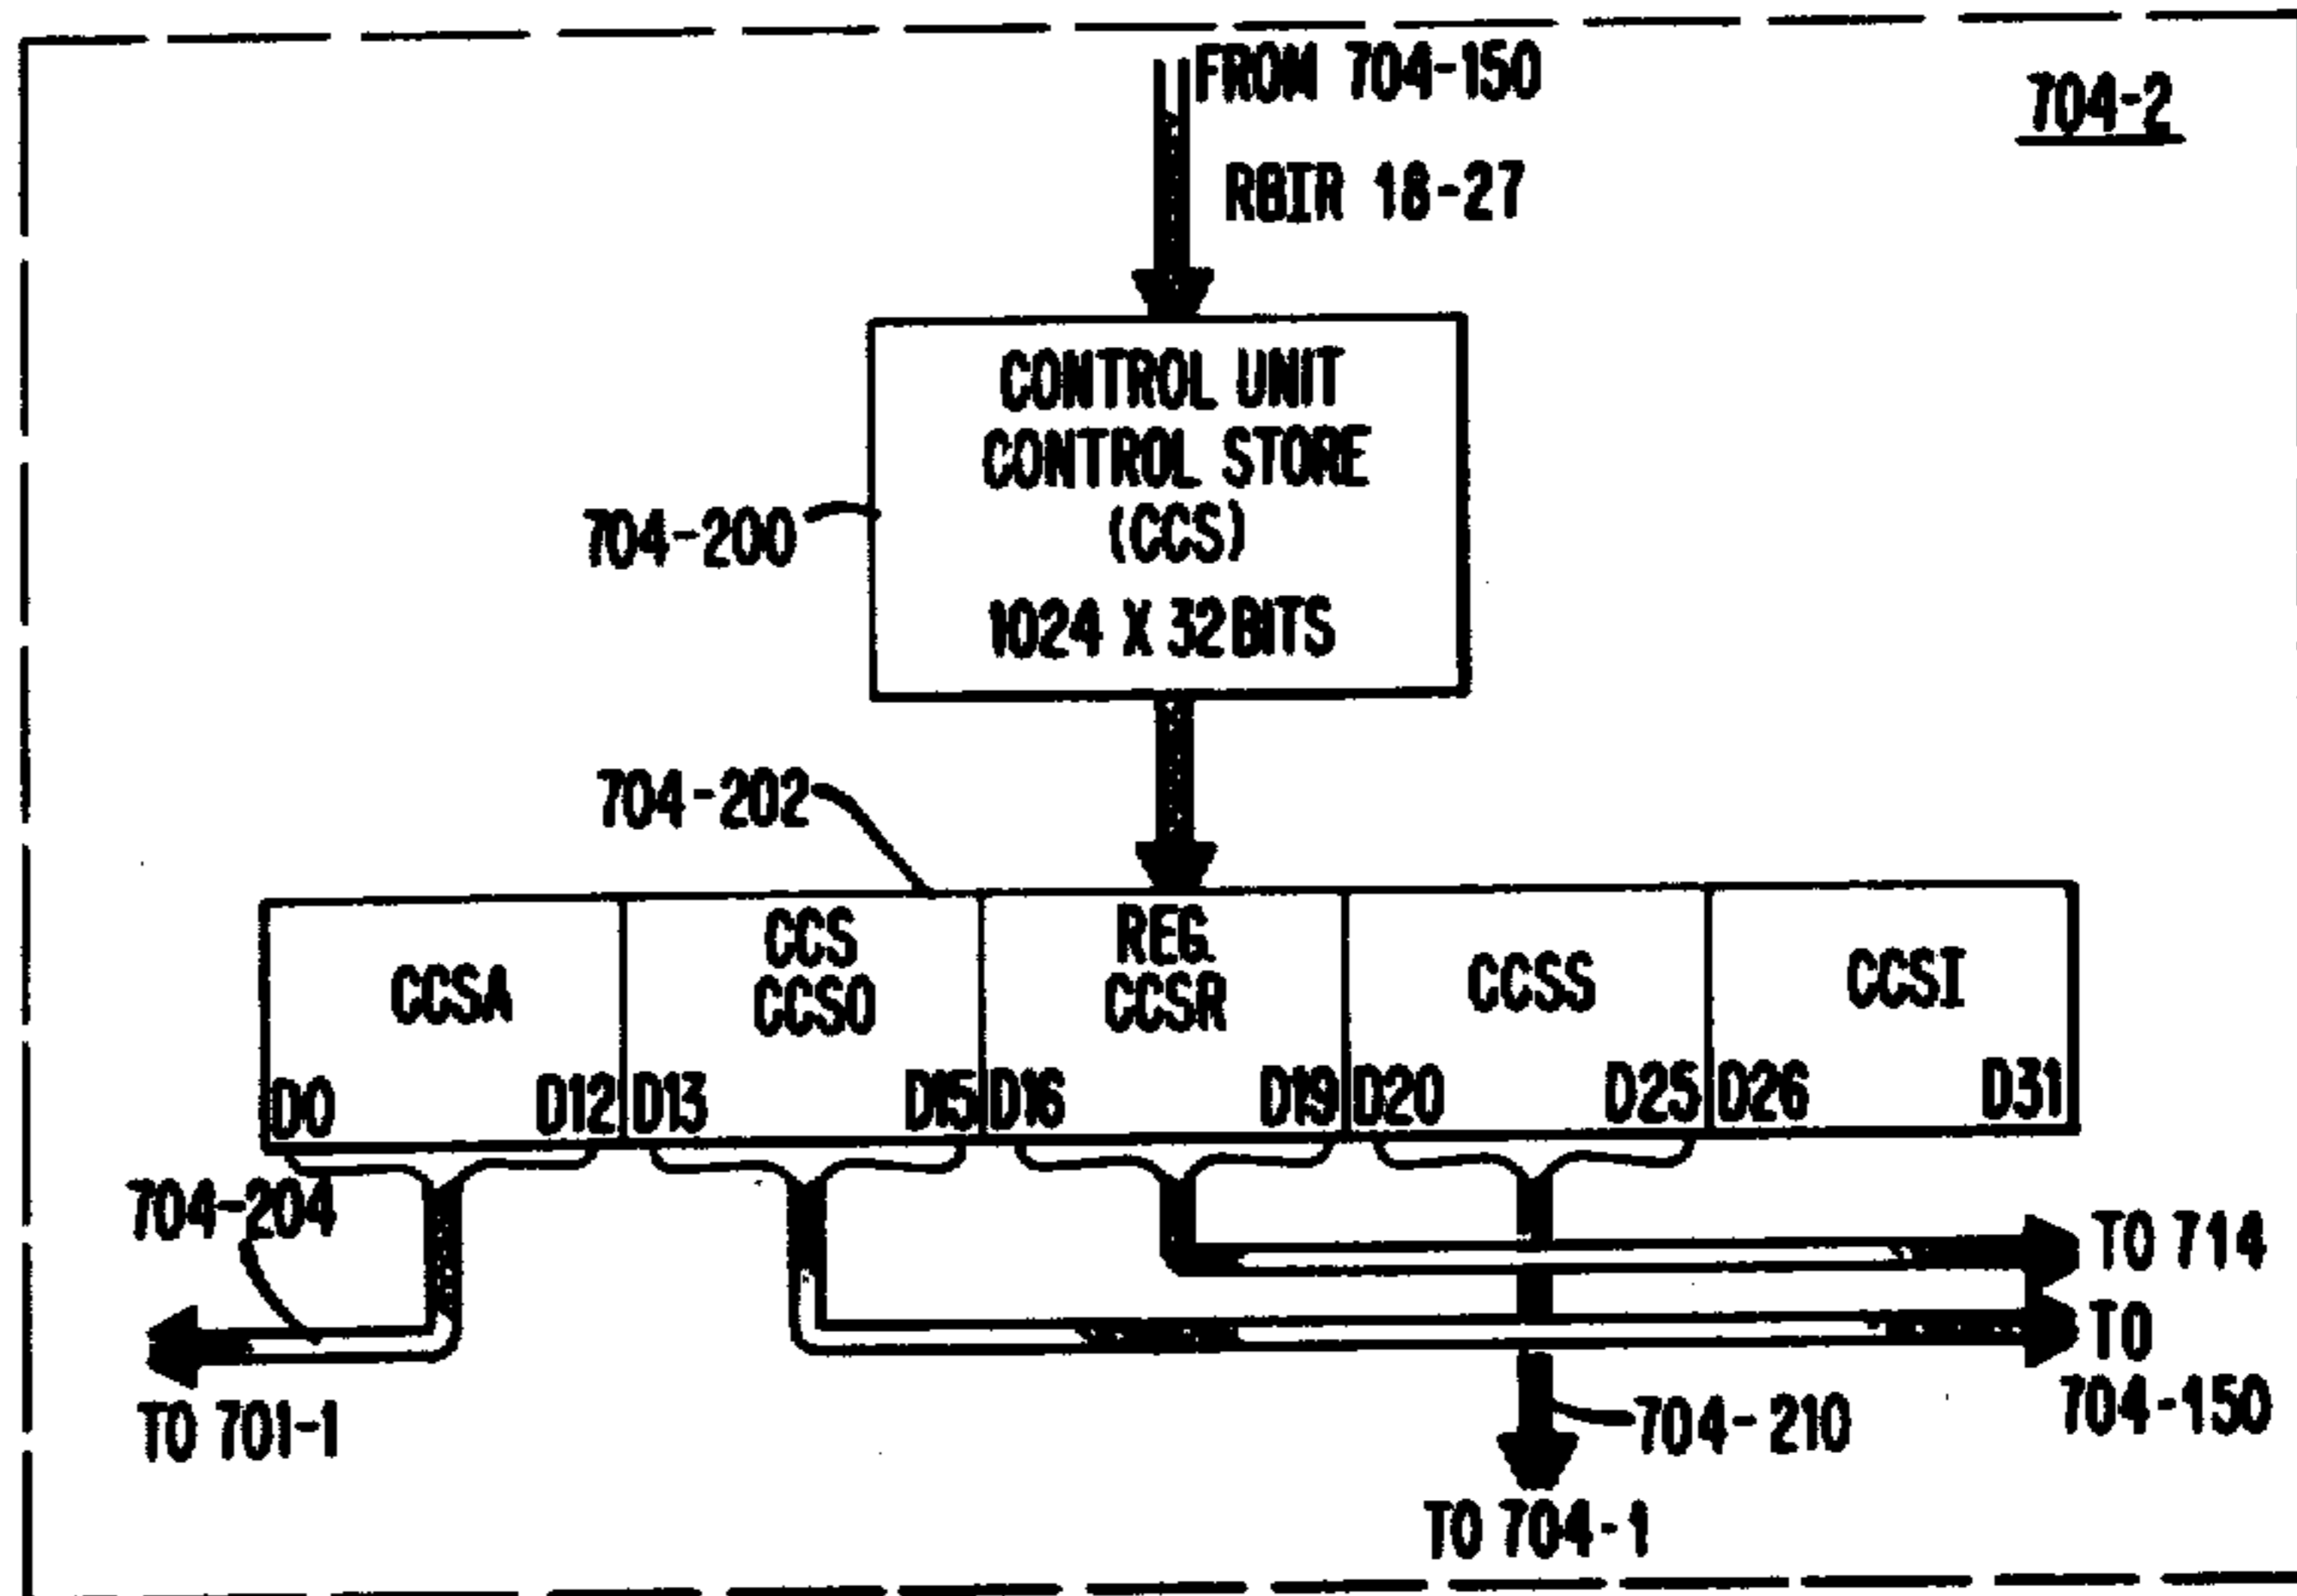 FROM 704-150
704-2
RBIR 18-27
CONTROL UNIT
CONTROL STORE
(CCS)
1024 X 32 BITS
704-200
704-202
CCSA
CCS
CCSO
REG.
CCSR
CCSS
CCSI
D0 D12 D13 D15 D16 D19 D20 D25 D26 D31
704-204
TO 714
TO
704-150
TO 701-1
704-210
TO 704-1